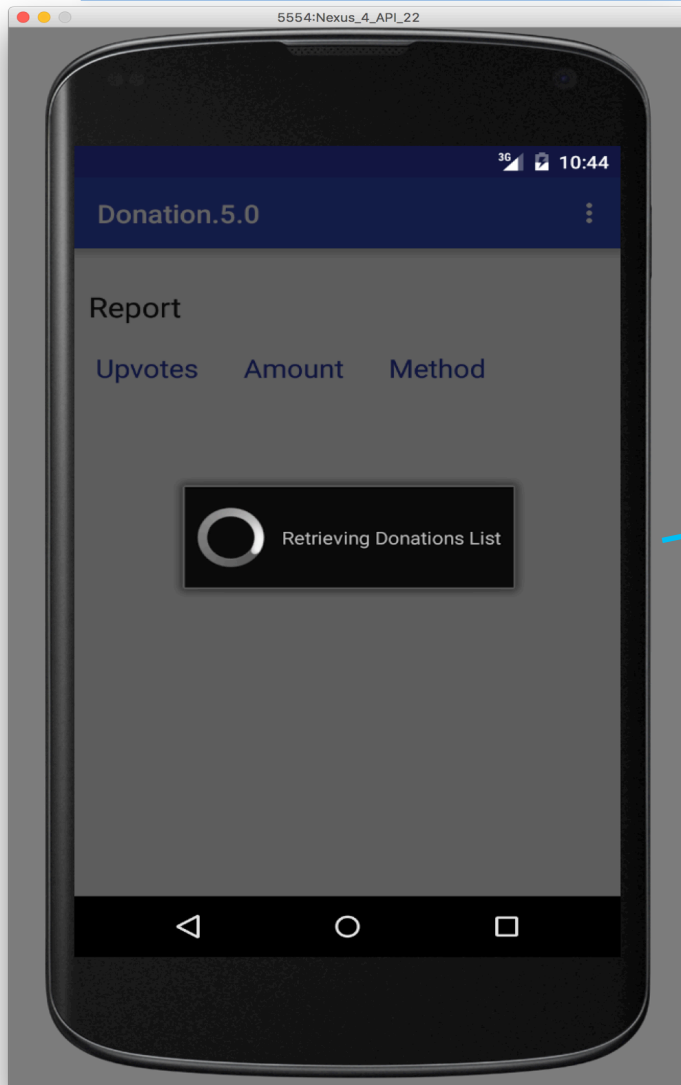 5554:Nexus_4_API_22
3G 10:44
Donation.5.0
Report
Upvotes Amount Method
Retrieving Donations List